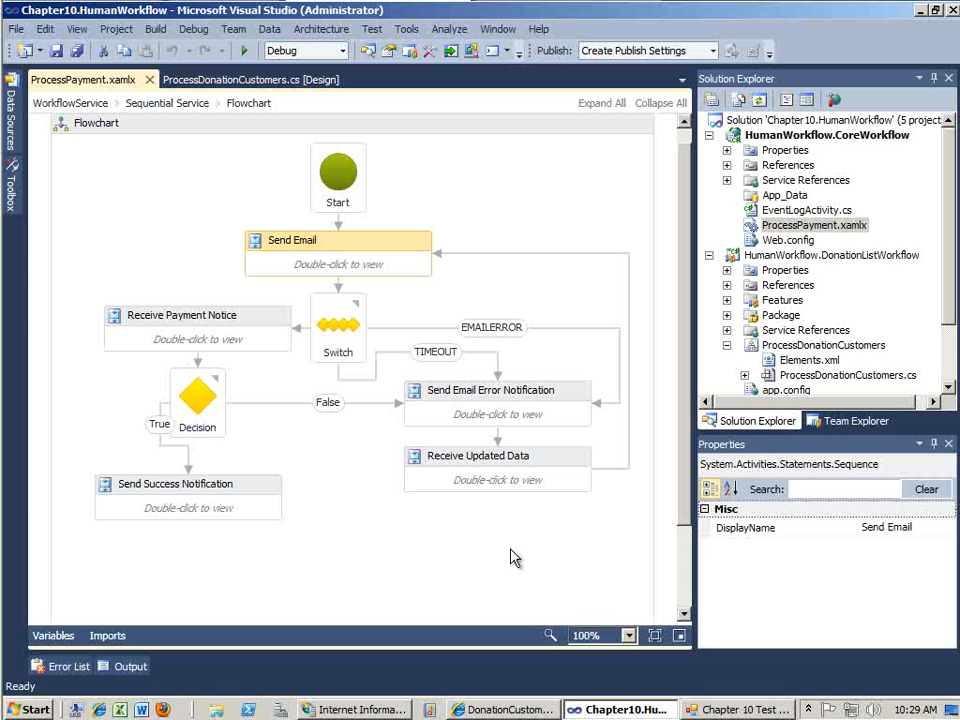 Chapter10.HumanWorkflow - Microsoft Visual Studio (Administrator)
File Edit View Project Build Debug Team Data Architecture Test Tools Analyze Window Help
Debug Publish: Create Publish Settings
ProcessPayment.xamlx ProcessDonationCustomers.cs [Design]
WorkflowService Sequential Service Flowchart Expand All Collapse All
Data Sources
Toolbox
Flowchart
Start
Send Email
Double-click to view
Receive Payment Notice
Double-click to view
Switch
EMAILERROR
TIMEOUT
Send Email Error Notification
Double-click to view
False
True
Decision
Receive Updated Data
Double-click to view
Send Success Notification
Double-click to view
Variables Imports 100%
Error List Output
Ready
Solution Explorer
Solution 'Chapter10.HumanWorkflow' (5 project
HumanWorkflow.CoreWorkflow
Properties
References
Service References
App_Data
EventLogActivity.cs
ProcessPayment.xamlx
Web.config
HumanWorkflow.DonationListWorkflow
Properties
References
Features
Package
Service References
ProcessDonationCustomers
Elements.xml
ProcessDonationCustomers.cs
app.config
Solution Explorer Team Explorer
Properties
System.Activities.Statements.Sequence
Search: Clear
Misc
DisplayName Send Email
Start Internet Informa... DonationCustom... Chapter10.Hu... Chapter 10 Test ... 10:29 AM